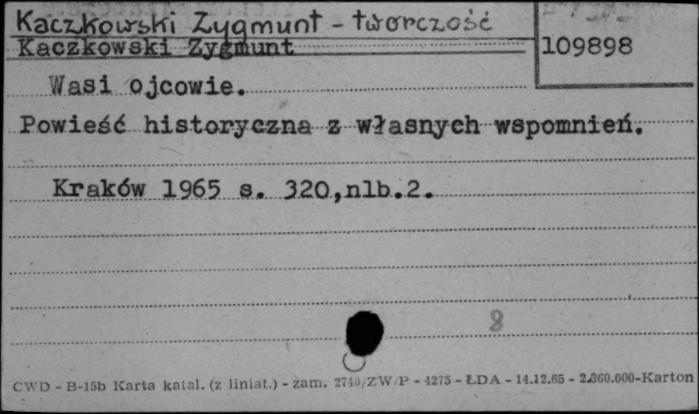 Kaczkowski Zygmunt - twórczość
Kaczkowski Zygmunt
109898
Wasi ojcowie.
Powieść historyczna z własnych wspomnień.
Kraków 1965 s. 320,nlb.2.
8
CWD - B-15b Karta katal. (z liniat.) - zam. 2740/ZW/P - 4275 - ŁDA - 14.12.65 - 2.360.000-Karton